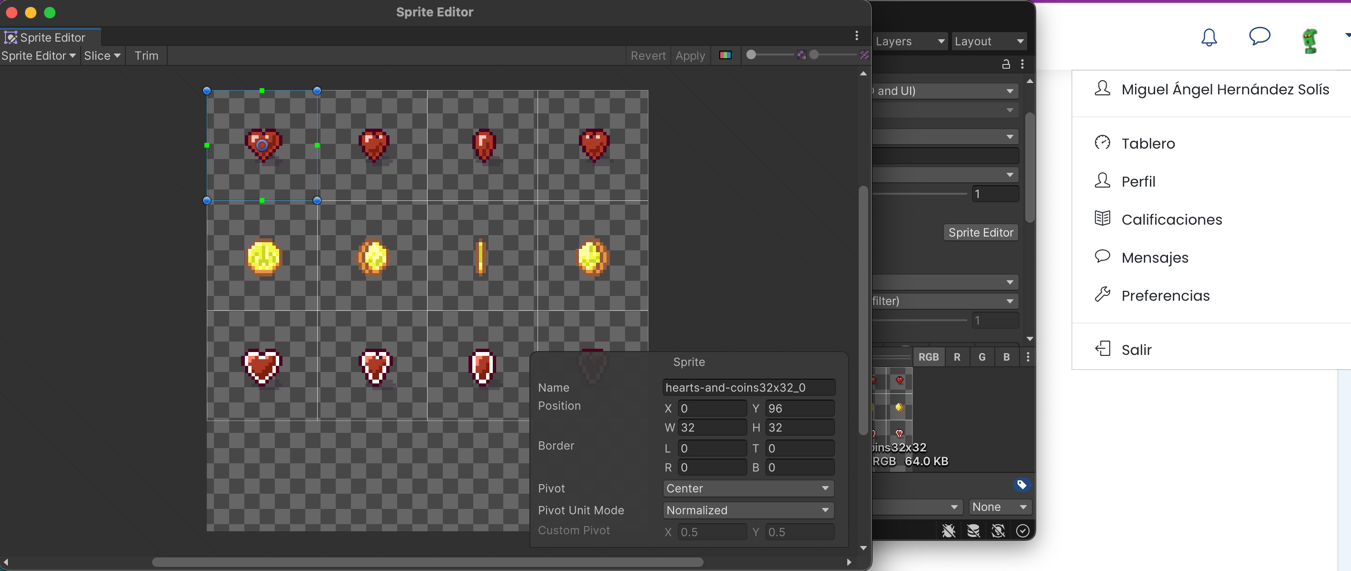 Sprite Editor
Sprite Editor
Sprite Editor Slice Trim Revert Apply
Sprite
Name hearts-and-coins32x32_0
Position X 0 Y 96
W 32 H 32
Border L 0 T 0
R 0 B 0
Pivot Center
Pivot Unit Mode Normalized
Custom Pivot X 0.5 Y 0.5
Layers Layout
and UI)
1
Sprite Editor
filter)
1
RGB R G B
oins32x32
RGB 64.0 KB
None
Miguel Ángel Hernández Solís
Tablero
Perfil
Calificaciones
Mensajes
Preferencias
Salir